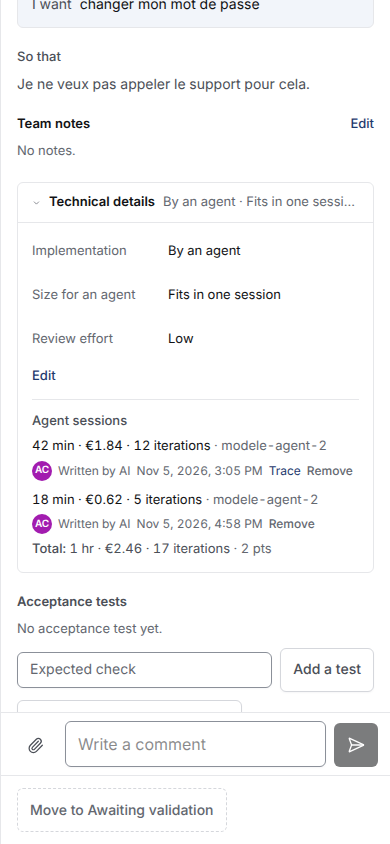 I want changer mon mot de passe
So that
Je ne veux pas appeler le support pour cela.
Team notes Edit
No notes.
Technical details By an agent · Fits in one sessi...
Implementation By an agent
Size for an agent Fits in one session
Review effort Low
Edit
Agent sessions
42 min · €1.84 · 12 iterations · modele-agent-2
AC Written by AI Nov 5, 2026, 3:05 PM Trace Remove
18 min · €0.62 · 5 iterations · modele-agent-2
AC Written by AI Nov 5, 2026, 4:58 PM Remove
Total: 1 hr · €2.46 · 17 iterations · 2 pts
Acceptance tests
No acceptance test yet.
Expected check Add a test
Write a comment
Move to Awaiting validation